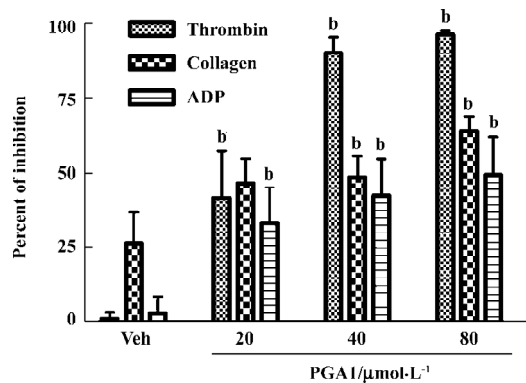 100
75
50
25
0
Percent of inhibition
Thrombin
Collagen
ADP
b b b b b b b b
Veh 20 40 80
PGA1/μmol·L⁻¹